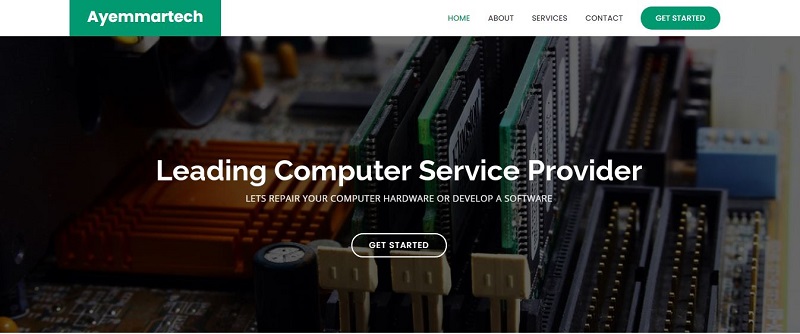 Ayemmartech
HOME ABOUT SERVICES CONTACT GET STARTED
Leading Computer Service Provider
LETS REPAIR YOUR COMPUTER HARDWARE OR DEVELOP A SOFTWARE
GET STARTED